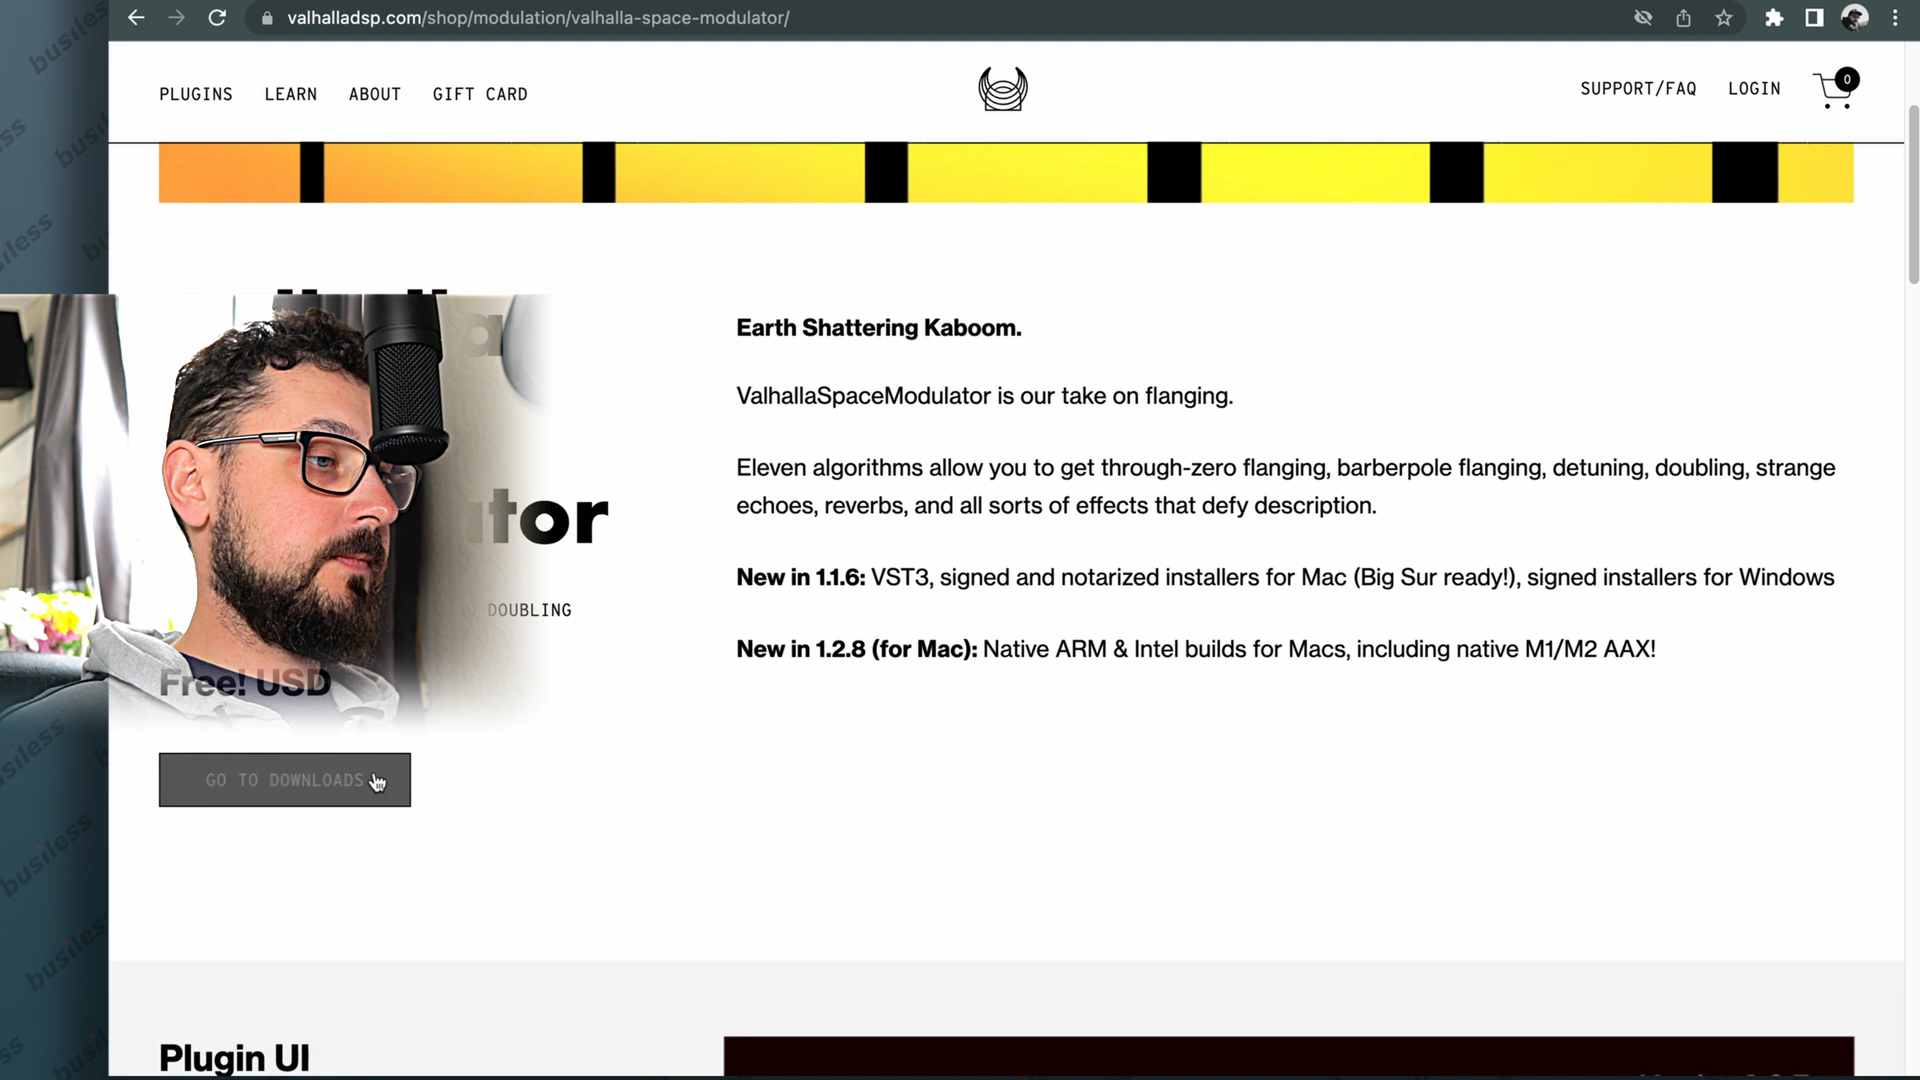 valhalladsp.com/shop/modulation/valhalla-space-modulator/
PLUGINS LEARN ABOUT GIFT CARD
SUPPORT/FAQ LOGIN 0
tor
DOUBLING
Free! USD
GO TO DOWNLOADS
Earth Shattering Kaboom.
ValhallaSpaceModulator is our take on flanging.
Eleven algorithms allow you to get through-zero flanging, barberpole flanging, detuning, doubling, strange
echoes, reverbs, and all sorts of effects that defy description.
New in 1.1.6: VST3, signed and notarized installers for Mac (Big Sur ready!), signed installers for Windows
New in 1.2.8 (for Mac): Native ARM & Intel builds for Macs, including native M1/M2 AAX!
Plugin UI
busiless
busiless
busiless
busiless